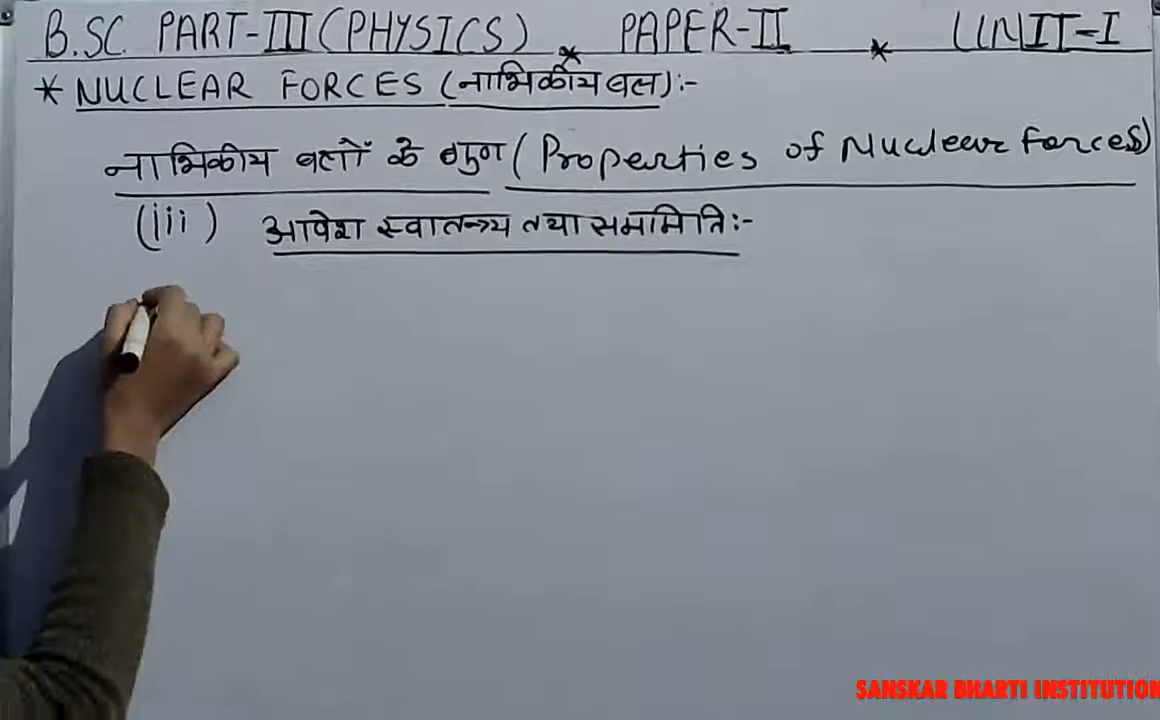 B.SC. PART-III (PHYSICS) * PAPER-II * UNIT-I
* NUCLEAR FORCES (नाभिकीय बल):-
नाभिकीय बलों के गुण (Properties of Nuclear Forces)
(iii) आवेश स्वातन्त्र्य तथा सममिति:-
SANSKAR BHARTI INSTITUTION